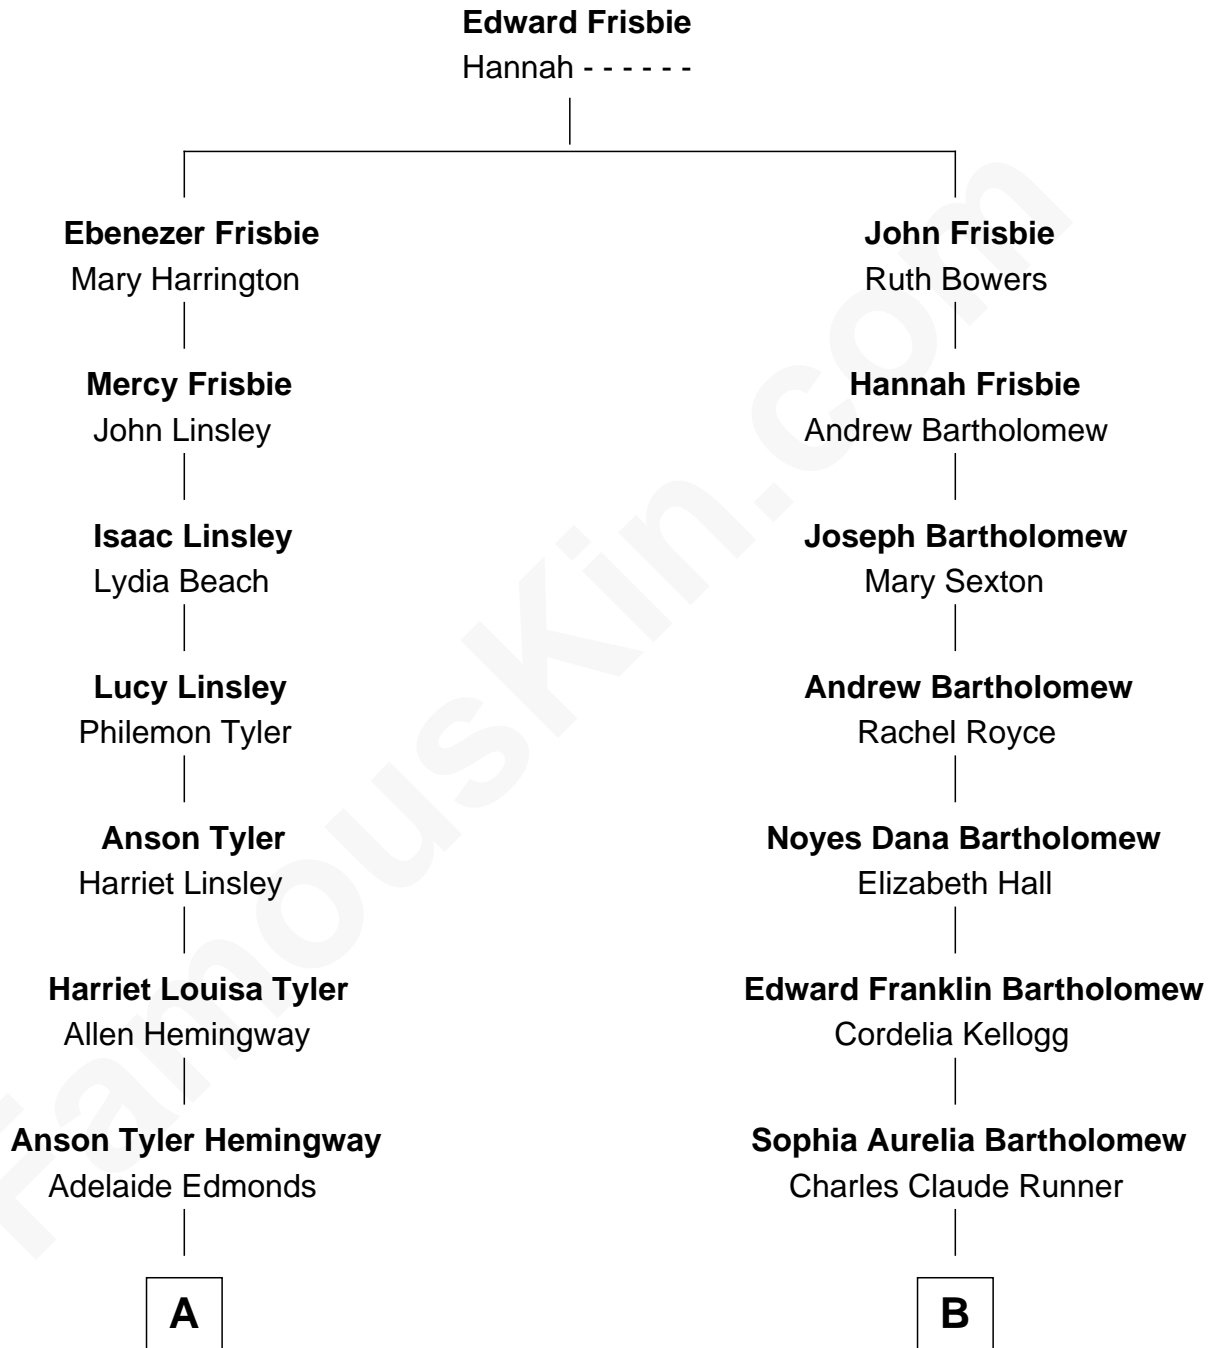 Edward Frisbie
Hannah - - - - - -
Ebenezer Frisbie
Mary Harrington
John Frisbie
Ruth Bowers
Mercy Frisbie
John Linsley
Hannah Frisbie
Andrew Bartholomew
Isaac Linsley
Lydia Beach
Joseph Bartholomew
Mary Sexton
Lucy Linsley
Philemon Tyler
Andrew Bartholomew
Rachel Royce
Anson Tyler
Harriet Linsley
Noyes Dana Bartholomew
Elizabeth Hall
Harriet Louisa Tyler
Allen Hemingway
Edward Franklin Bartholomew
Cordelia Kellogg
Anson Tyler Hemingway
Adelaide Edmonds
Sophia Aurelia Bartholomew
Charles Claude Runner
A
B
FamousKin.com